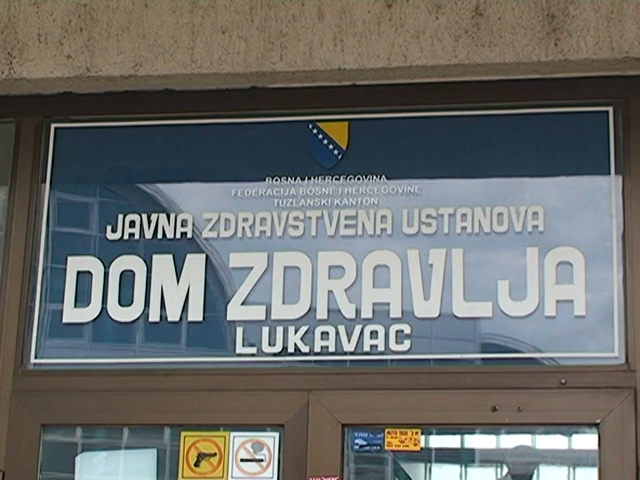 BOSNA I HERCEGOVINA
FEDERACIJA BOSNE I HERCEGOVINE
TUZLANSKI KANTON
JAVNA ZDRAVSTVENA USTANOVA
DOM ZDRAVLJA
LUKAVAC